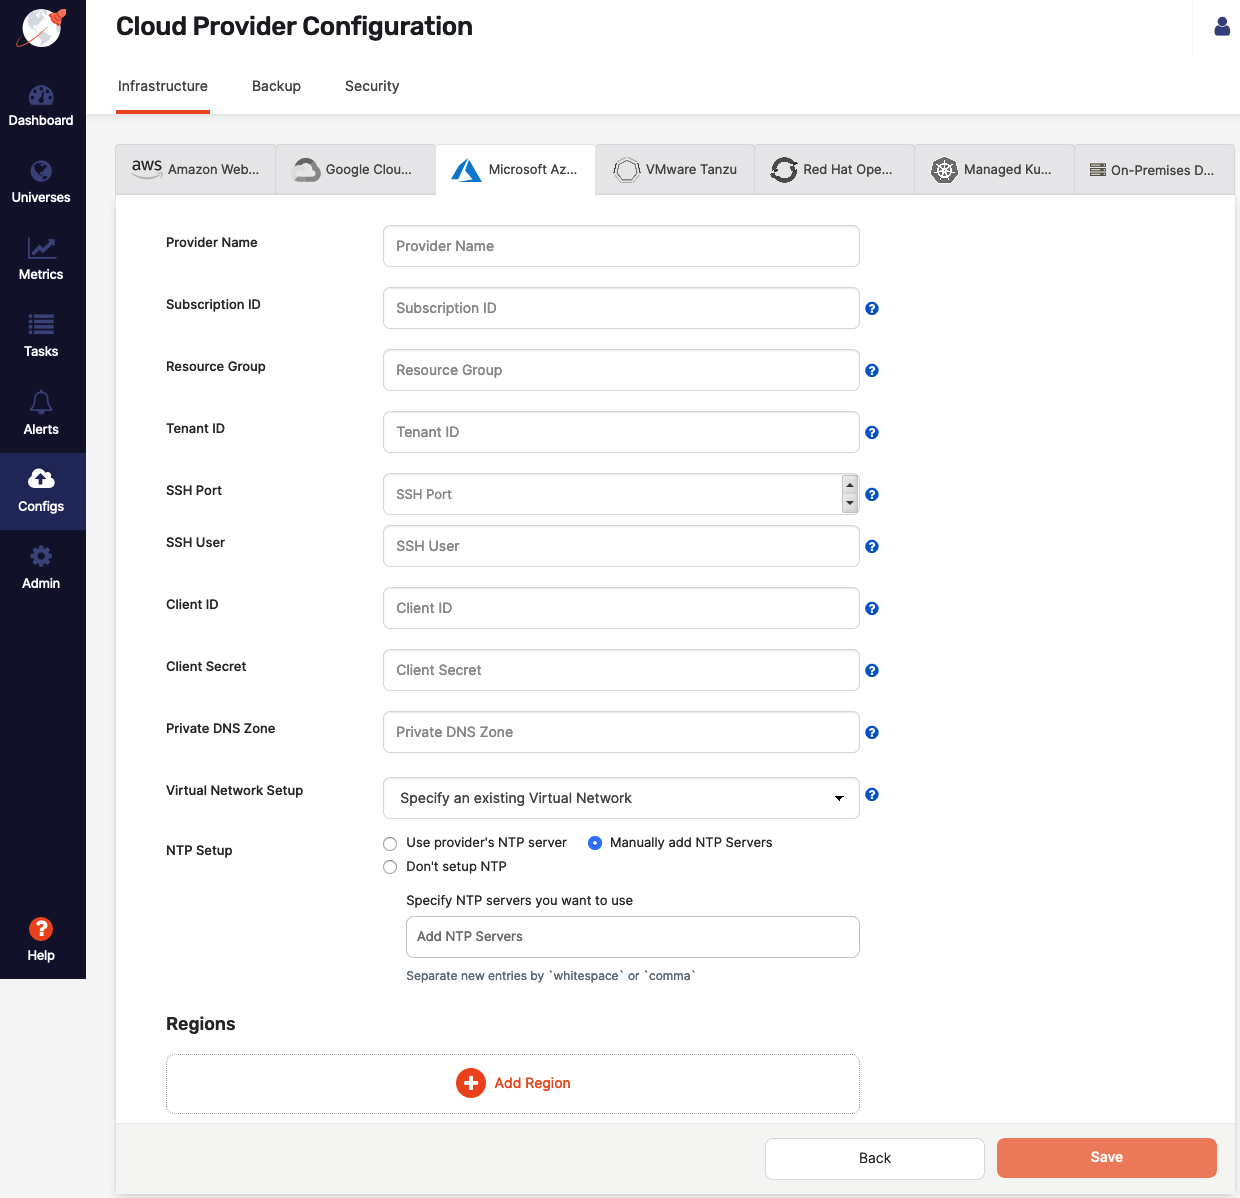 Cloud Provider Configuration
Infrastructure Backup Security
aws Amazon Web... Google Clou... Microsoft Az... VMware Tanzu Red Hat Ope... Managed Ku... On-Premises D...
Dashboard
Universes
Metrics
Tasks
Alerts
Configs
Admin
? Help
Provider Name Provider Name
Subscription ID Subscription ID ?
Resource Group Resource Group ?
Tenant ID Tenant ID ?
SSH Port SSH Port ?
SSH User SSH User ?
Client ID Client ID ?
Client Secret Client Secret ?
Private DNS Zone Private DNS Zone ?
Virtual Network Setup Specify an existing Virtual Network ?
NTP Setup Use provider's NTP server Manually add NTP Servers
Don't setup NTP
Specify NTP servers you want to use
Add NTP Servers
Separate new entries by `whitespace` or `comma`
Regions
Add Region
Back Save